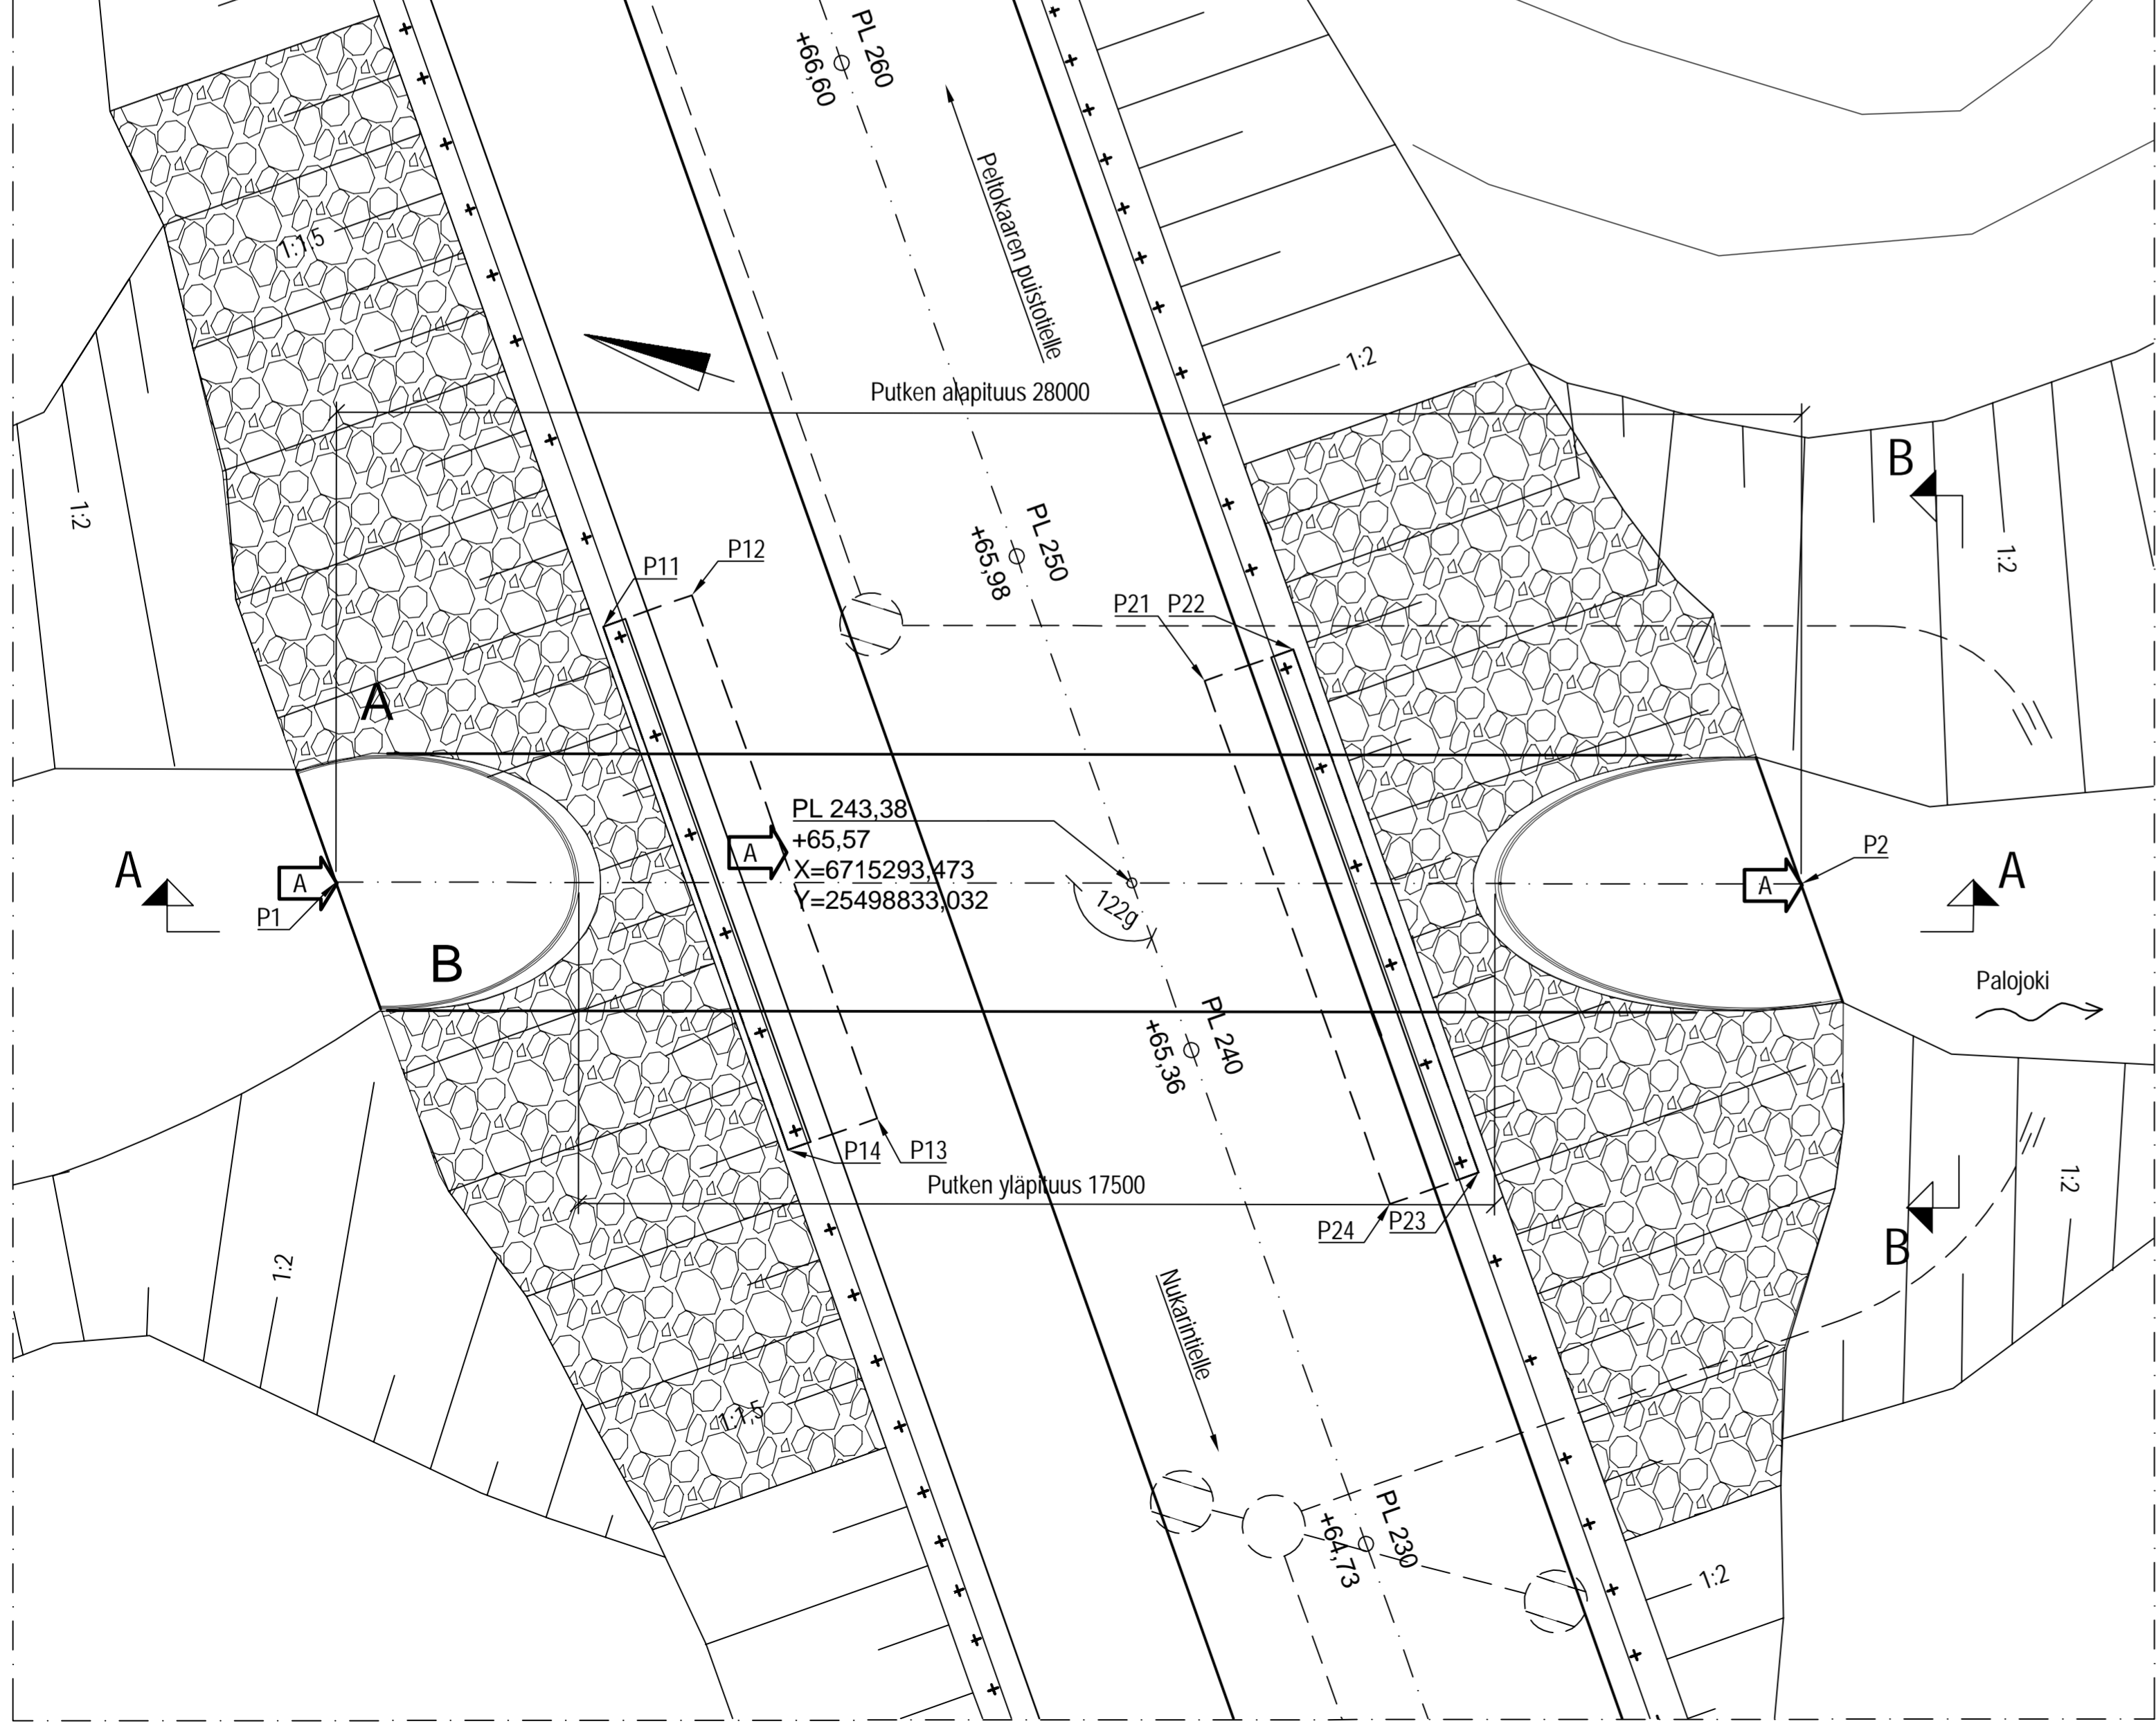 PL 260
+66,60
Peltokaaren puistotielle
1:1,5
1:2
Putken alapituus 28000
B
1:2
1:2
PL 250
+65,98
P11
P12
P21
P22
A
PL 243,38
+65,57
X=6715293,473
Y=25498833,032
A
A
A
P1
122g
A
P2
A
B
Palojoki
PL 240
+65,36
P14
P13
Putken yläpituus 17500
P24
P23
1:2
B
1:2
Nukarintielle
1:1,5
PL 230
+64,73
1:2